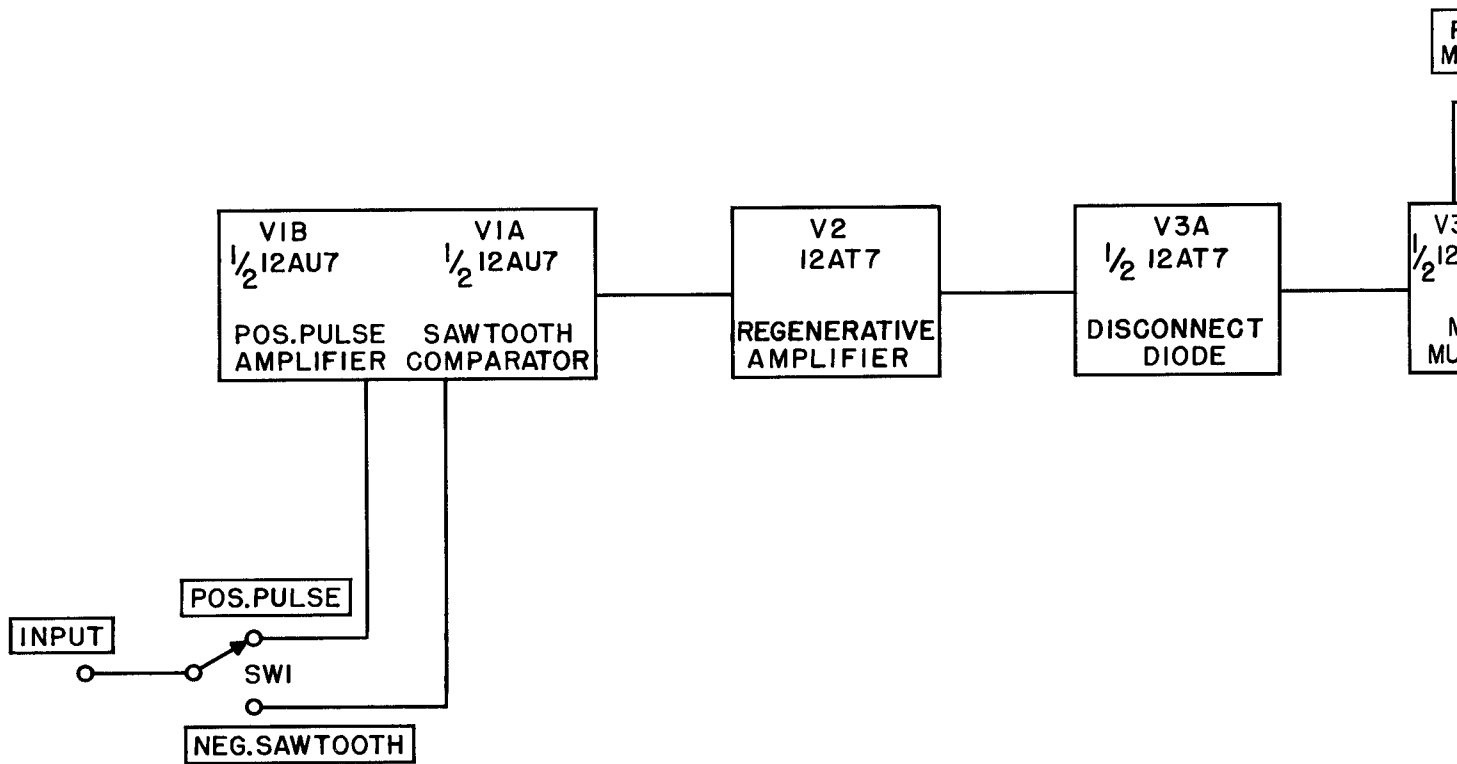 V1B
1/2 12AU7
POS.PULSE
AMPLIFIER
V1A
1/2 12AU7
SAWTOOTH
COMPARATOR
V2
12AT7
REGENERATIVE
AMPLIFIER
V3A
1/2 12AT7
DISCONNECT
DIODE
POS.PULSE
INPUT
SW1
NEG.SAWTOOTH